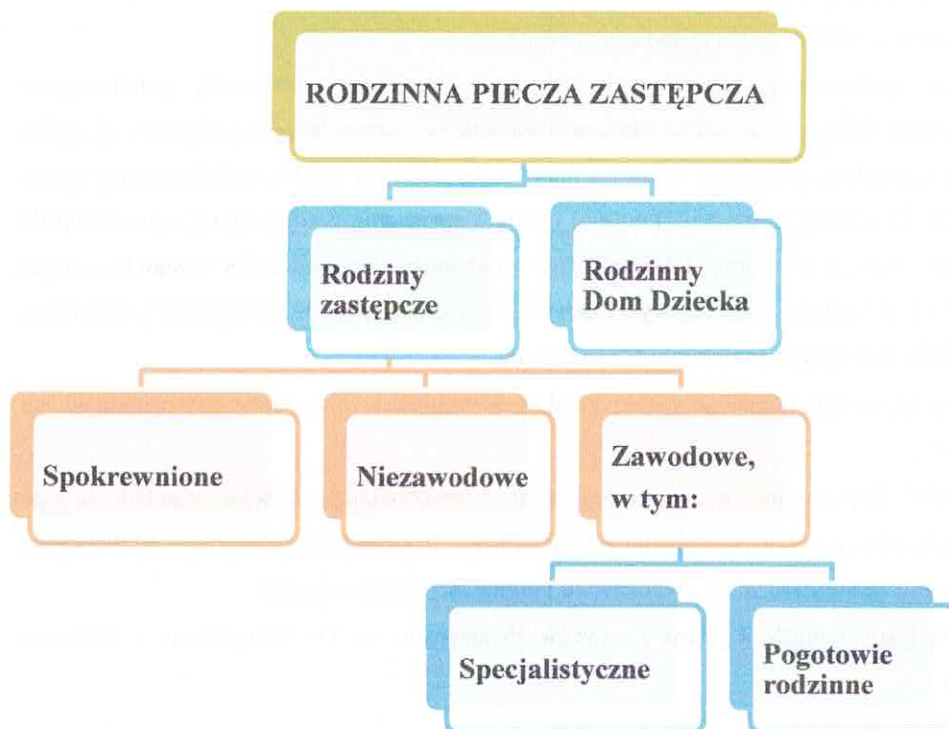 RODZINNA PIECZA ZASTĘPCZA
Rodziny
zastępcze
Rodzinny
Dom Dziecka
Spokrewnione
Niezawodowe
Zawodowe,
w tym:
Specjalistyczne
Pogotowie
rodzinne